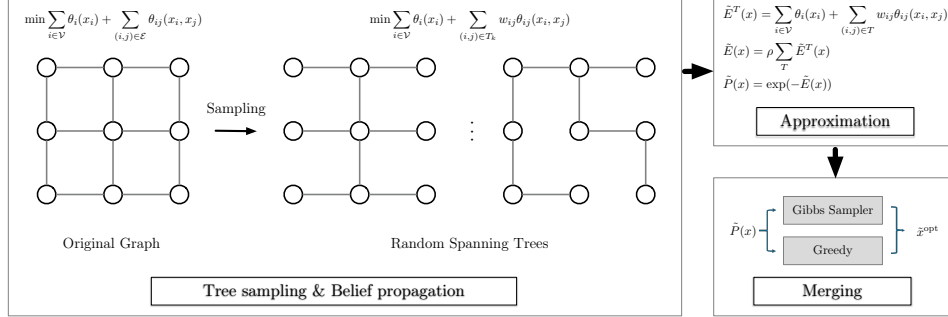 min ∑_{i∈𝒱} θ_i(x_i) + ∑_{(i,j)∈ℰ} θ_{ij}(x_i, x_j)
min ∑_{i∈𝒱} θ_i(x_i) + ∑_{(i,j)∈T_k} w_{ij}θ_{ij}(x_i, x_j)
Sampling
⋮
Original Graph
Random Spanning Trees
Tree sampling & Belief propagation
Ẽ^T(x) = ∑_{i∈𝒱} θ_i(x_i) + ∑_{(i,j)∈T} w_{ij}θ_{ij}(x_i, x_j)
Ẽ(x) = ρ ∑_T Ẽ^T(x)
P̃(x) = exp(−Ẽ(x))
Approximation
Gibbs Sampler
P̃(x)
x̃^{opt}
Greedy
Merging